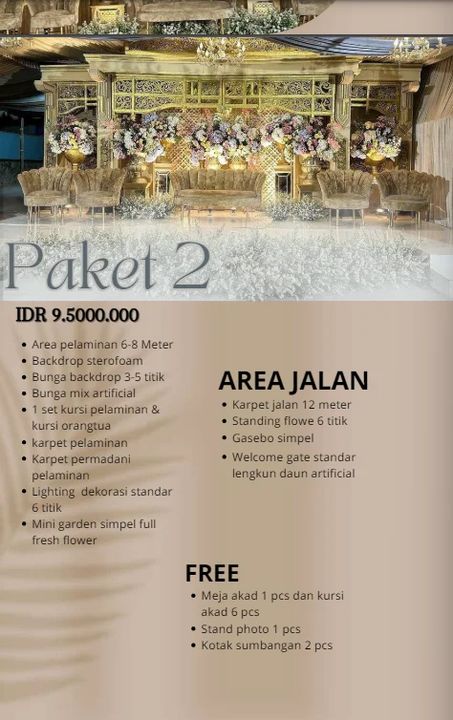 Paket 2
IDR 9.5000.000
Area pelaminan 6-8 Meter
Backdrop sterofoam
Bunga backdrop 3-5 titik
Bunga mix artificial
1 set kursi pelaminan &
kursi orangtua
karpet pelaminan
Karpet permadani
pelaminan
Lighting dekorasi standar
6 titik
Mini garden simpel full
fresh flower
AREA JALAN
Karpet jalan 12 meter
Standing flowe 6 titik
Gasebo simpel
Welcome gate standar
lengkun daun artificial
FREE
Meja akad 1 pcs dan kursi
akad 6 pcs
Stand photo 1 pcs
Kotak sumbangan 2 pcs